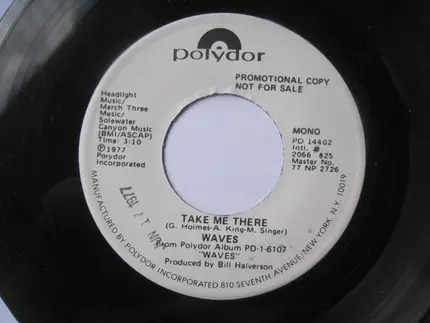 polydor
PROMOTIONAL COPY
NOT FOR SALE
Headlight
Music/
March Three
Music/
Solewater
Canyon Music
(BMI/ASCAP)
Time: 3:10
Ⓟ1977
Polydor
Incorporated
MONO
PD 14402
Intl. #
2066 825
Master No.
77 NP 2726
TAKE ME THERE
(G. Holmes-A. King-M. Singer)
WAVES
From Polydor Album PD-1-6107
"WAVES"
Produced by Bill Halverson
1977
MANUFACTURED BY POLYDOR INCORPORATED 810 SEVENTH AVENUE/NEW YORK, N.Y. 10019